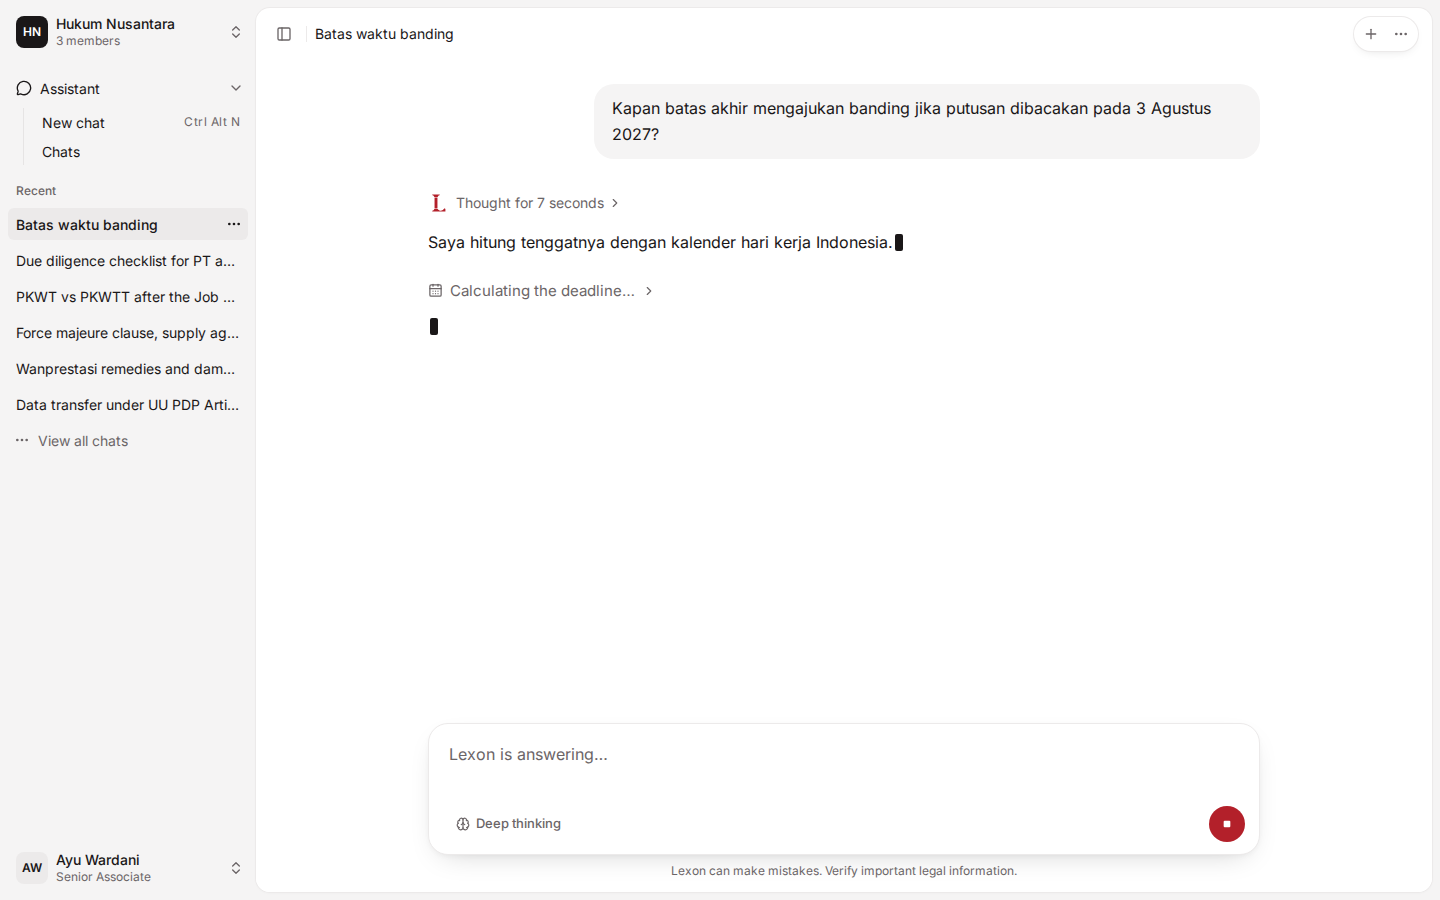 HN
Hukum Nusantara
3 members
Assistant
New chat
Ctrl Alt N
Chats
Recent
Batas waktu banding
Due diligence checklist for PT a...
PKWT vs PKWTT after the Job ...
Force majeure clause, supply ag...
Wanprestasi remedies and dam...
Data transfer under UU PDP Arti...
View all chats
AW
Ayu Wardani
Senior Associate
Batas waktu banding
Kapan batas akhir mengajukan banding jika putusan dibacakan pada 3 Agustus
2027?
L
Thought for 7 seconds
Saya hitung tenggatnya dengan kalender hari kerja Indonesia.
Calculating the deadline...
Lexon is answering...
Deep thinking
Lexon can make mistakes. Verify important legal information.